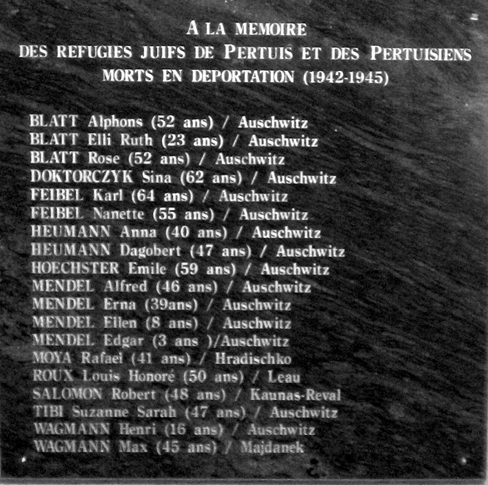 A LA MEMOIRE
DES REFUGIES JUIFS DE PERTUIS ET DES PERTUISIENS
MORTS EN DEPORTATION (1942-1945)
BLATT Alphons (52 ans) / Auschwitz
BLATT Elli Ruth (23 ans) / Auschwitz
BLATT Rose (52 ans) / Auschwitz
DOKTORCZYK Sina (62 ans) / Auschwitz
FEIBEL Karl (64 ans) / Auschwitz
FEIBEL Nanette (55 ans) / Auschwitz
HEUMANN Anna (40 ans) / Auschwitz
HEUMANN Dagobert (47 ans) / Auschwitz
HOECHSTER Emile (59 ans) / Auschwitz
MENDEL Alfred (46 ans) / Auschwitz
MENDEL Erna (39ans) / Auschwitz
MENDEL Ellen (8 ans) / Auschwitz
MENDEL Edgar (3 ans )/Auschwitz
MOYA Rafael (41 ans) / Hradischko
ROUX Louis Honoré (50 ans) / Leau
SALOMON Robert (48 ans) / Kaunas-Reval
TIBI Suzanne Sarah (47 ans) / Auschwitz
WAGMANN Henri (16 ans) / Auschwitz
WAGMANN Max (45 ans) / Majdanek